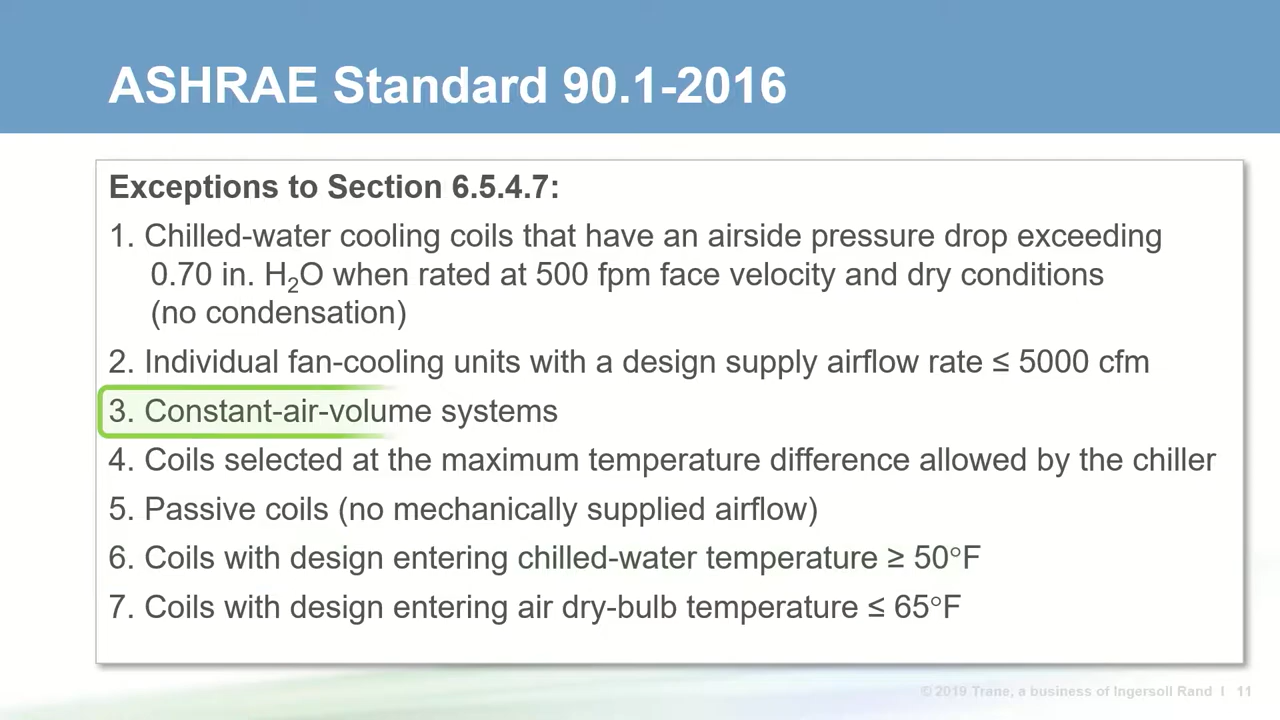 ASHRAE Standard 90.1-2016
Exceptions to Section 6.5.4.7:
1. Chilled-water cooling coils that have an airside pressure drop exceeding
0.70 in. H₂O when rated at 500 fpm face velocity and dry conditions
(no condensation)
2. Individual fan-cooling units with a design supply airflow rate ≤ 5000 cfm
3. Constant-air-volume systems
4. Coils selected at the maximum temperature difference allowed by the chiller
5. Passive coils (no mechanically supplied airflow)
6. Coils with design entering chilled-water temperature ≥ 50°F
7. Coils with design entering air dry-bulb temperature ≤ 65°F
© 2019 Trane, a business of Ingersoll Rand | 11